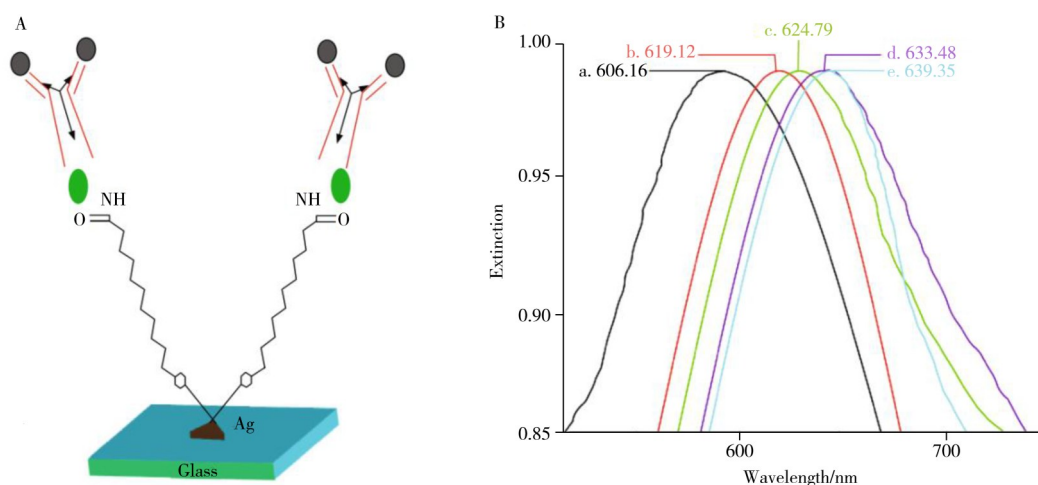 A
NH
O
NH
O
Ag
Glass
B
c. 624.79
b. 619.12
d. 633.48
a. 606.16
e. 639.35
1.00
0.95
0.90
0.85
Extinction
600
700
Wavelength/nm